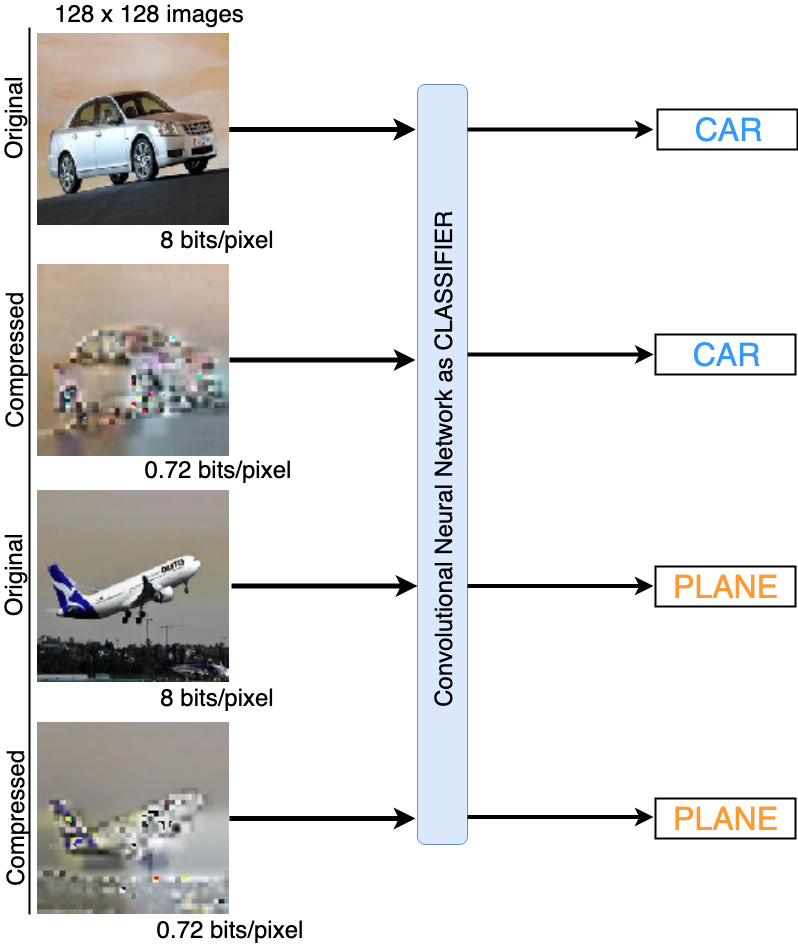 128 x 128 images
Original
CAR
8 bits/pixel
Compressed
CAR
0.72 bits/pixel
Convolutional Neural Network as CLASSIFIER
Original
QANTAS
PLANE
8 bits/pixel
Compressed
PLANE
0.72 bits/pixel